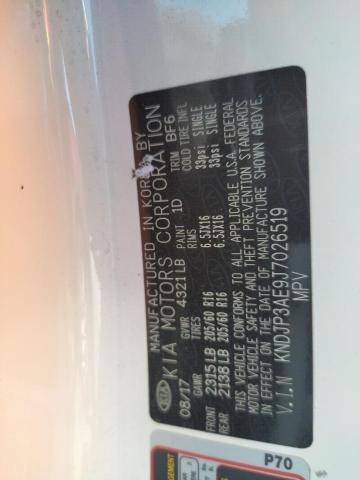 MANUFACTURED IN KOREA BY
KIA KIA MOTORS CORPORATION
08/17 GVWR 4321LB PAINT 1D TRIM BF6
GAWR TIRES RIMS COLD TIRE INFL
FRONT 2315LB 205/60 R16 6.5JX16 33psi SINGLE
REAR 2138LB 205/60 R16 6.5JX16 33psi SINGLE
THIS VEHICLE CONFORMS TO ALL APPLICABLE U.S.A. FEDERAL
MOTOR VEHICLE SAFETY AND THEFT PREVENTION STANDARDS
IN EFFECT ON THE DATE OF MANUFACTURE SHOWN ABOVE.
V.I.N KNDJP3AE9J7026519
MPV
P70